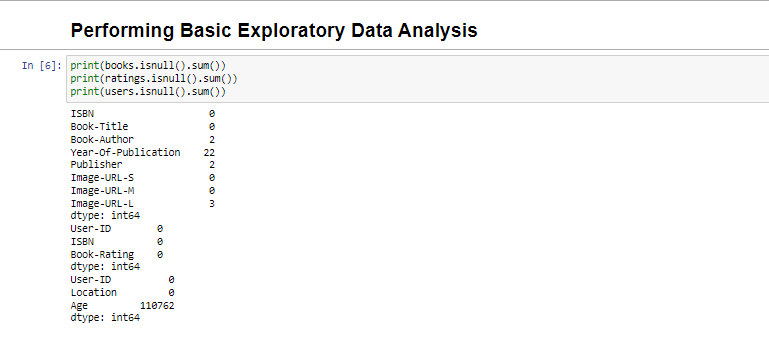 Performing Basic Exploratory Data Analysis
In [6]: print(books.isnull().sum())
print(ratings.isnull().sum())
print(users.isnull().sum())
ISBN 0
Book-Title 0
Book-Author 2
Year-Of-Publication 22
Publisher 2
Image-URL-S 0
Image-URL-M 0
Image-URL-L 3
dtype: int64
User-ID 0
ISBN 0
Book-Rating 0
dtype: int64
User-ID 0
Location 0
Age 110762
dtype: int64